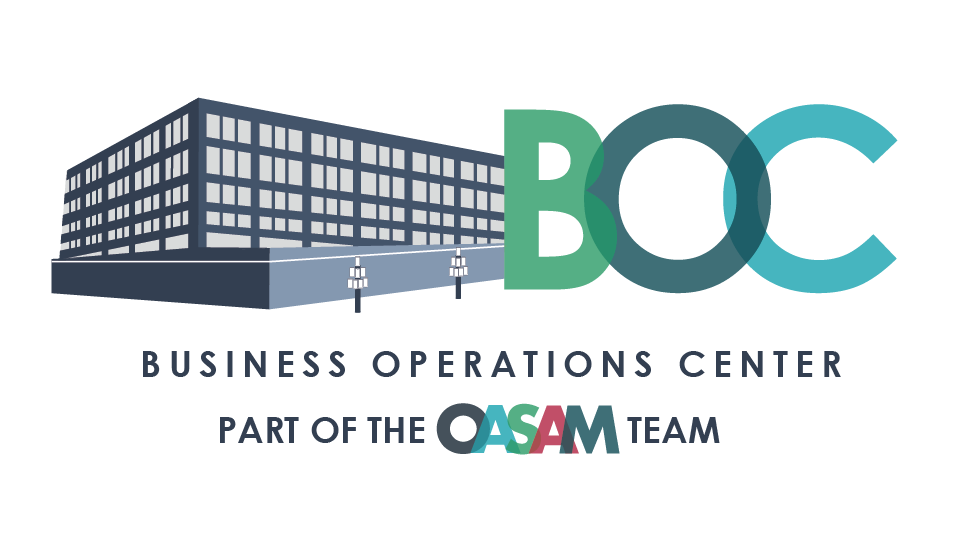 BOC
BUSINESS OPERATIONS CENTER
PART OF THE OASAM TEAM